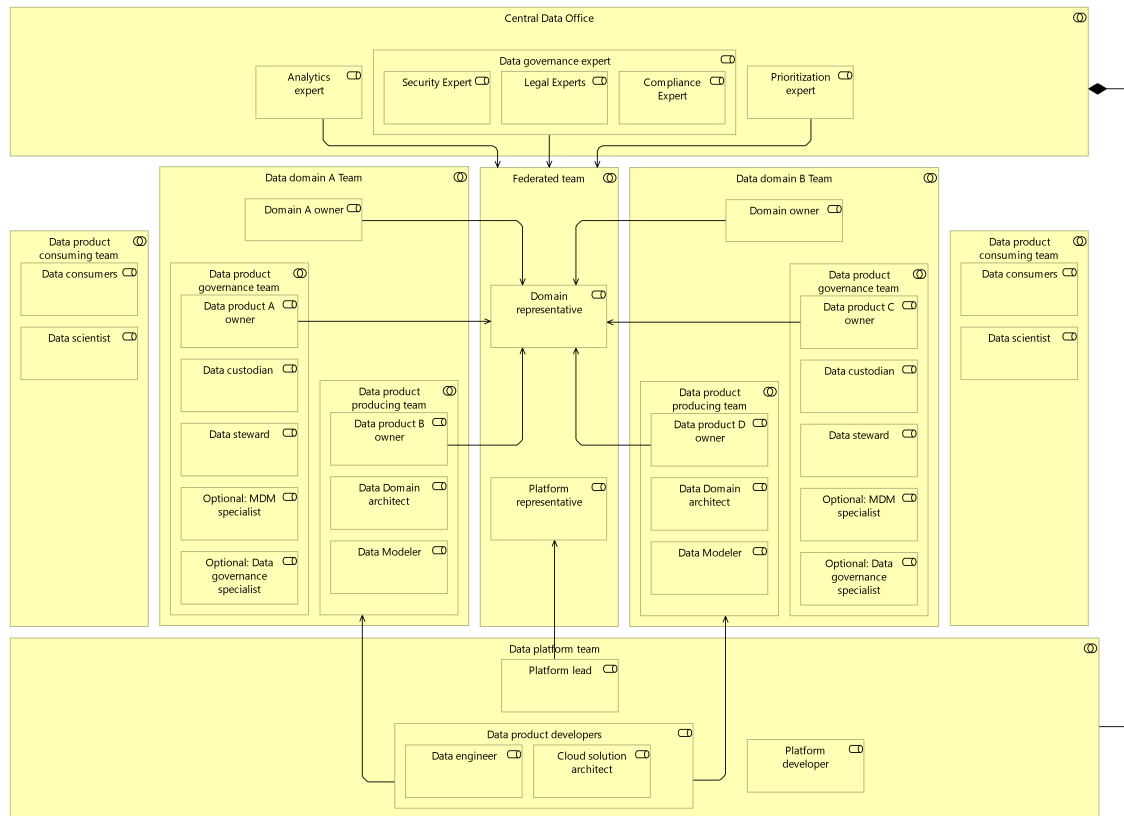 Central Data Office
Analytics
expert
Data governance expert
Security Expert
Legal Experts
Compliance
Expert
Prioritization
expert
Data product
consuming team
Data consumers
Data scientist
Data domain A Team
Domain A owner
Data product
governance team
Data product A
owner
Data custodian
Data steward
Optional: MDM
specialist
Optional: Data
governance
specialist
Data product
producing team
Data product B
owner
Data Domain
architect
Data Modeler
Federated team
Domain
representative
Platform
representative
Data domain B Team
Domain owner
Data product
producing team
Data product D
owner
Data Domain
architect
Data Modeler
Data product
governance team
Data product C
owner
Data custodian
Data steward
Optional: MDM
specialist
Optional: Data
governance
specialist
Data product
consuming team
Data consumers
Data scientist
Data platform team
Platform lead
Data product developers
Data engineer
Cloud solution
architect
Platform
developer